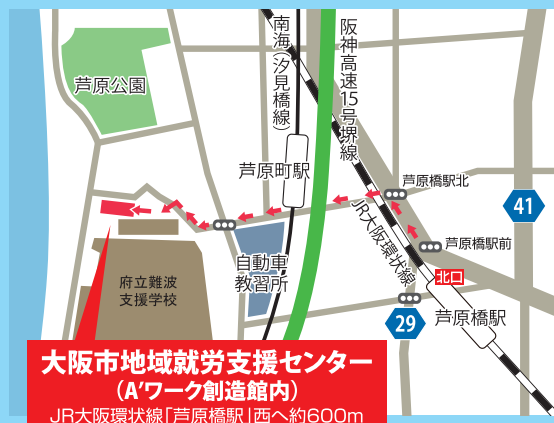 芦原公園
南海(汐見橋線)
阪神高速15号堺線
芦原町駅
芦原橋駅北
41
JR大阪環状線
芦原橋駅前
北口
自動車
教習所
府立難波
支援学校
29
芦原橋駅
大阪市地域就労支援センター
(A'ワーク創造館内)
JR大阪環状線「芦原橋駅」西へ約600m